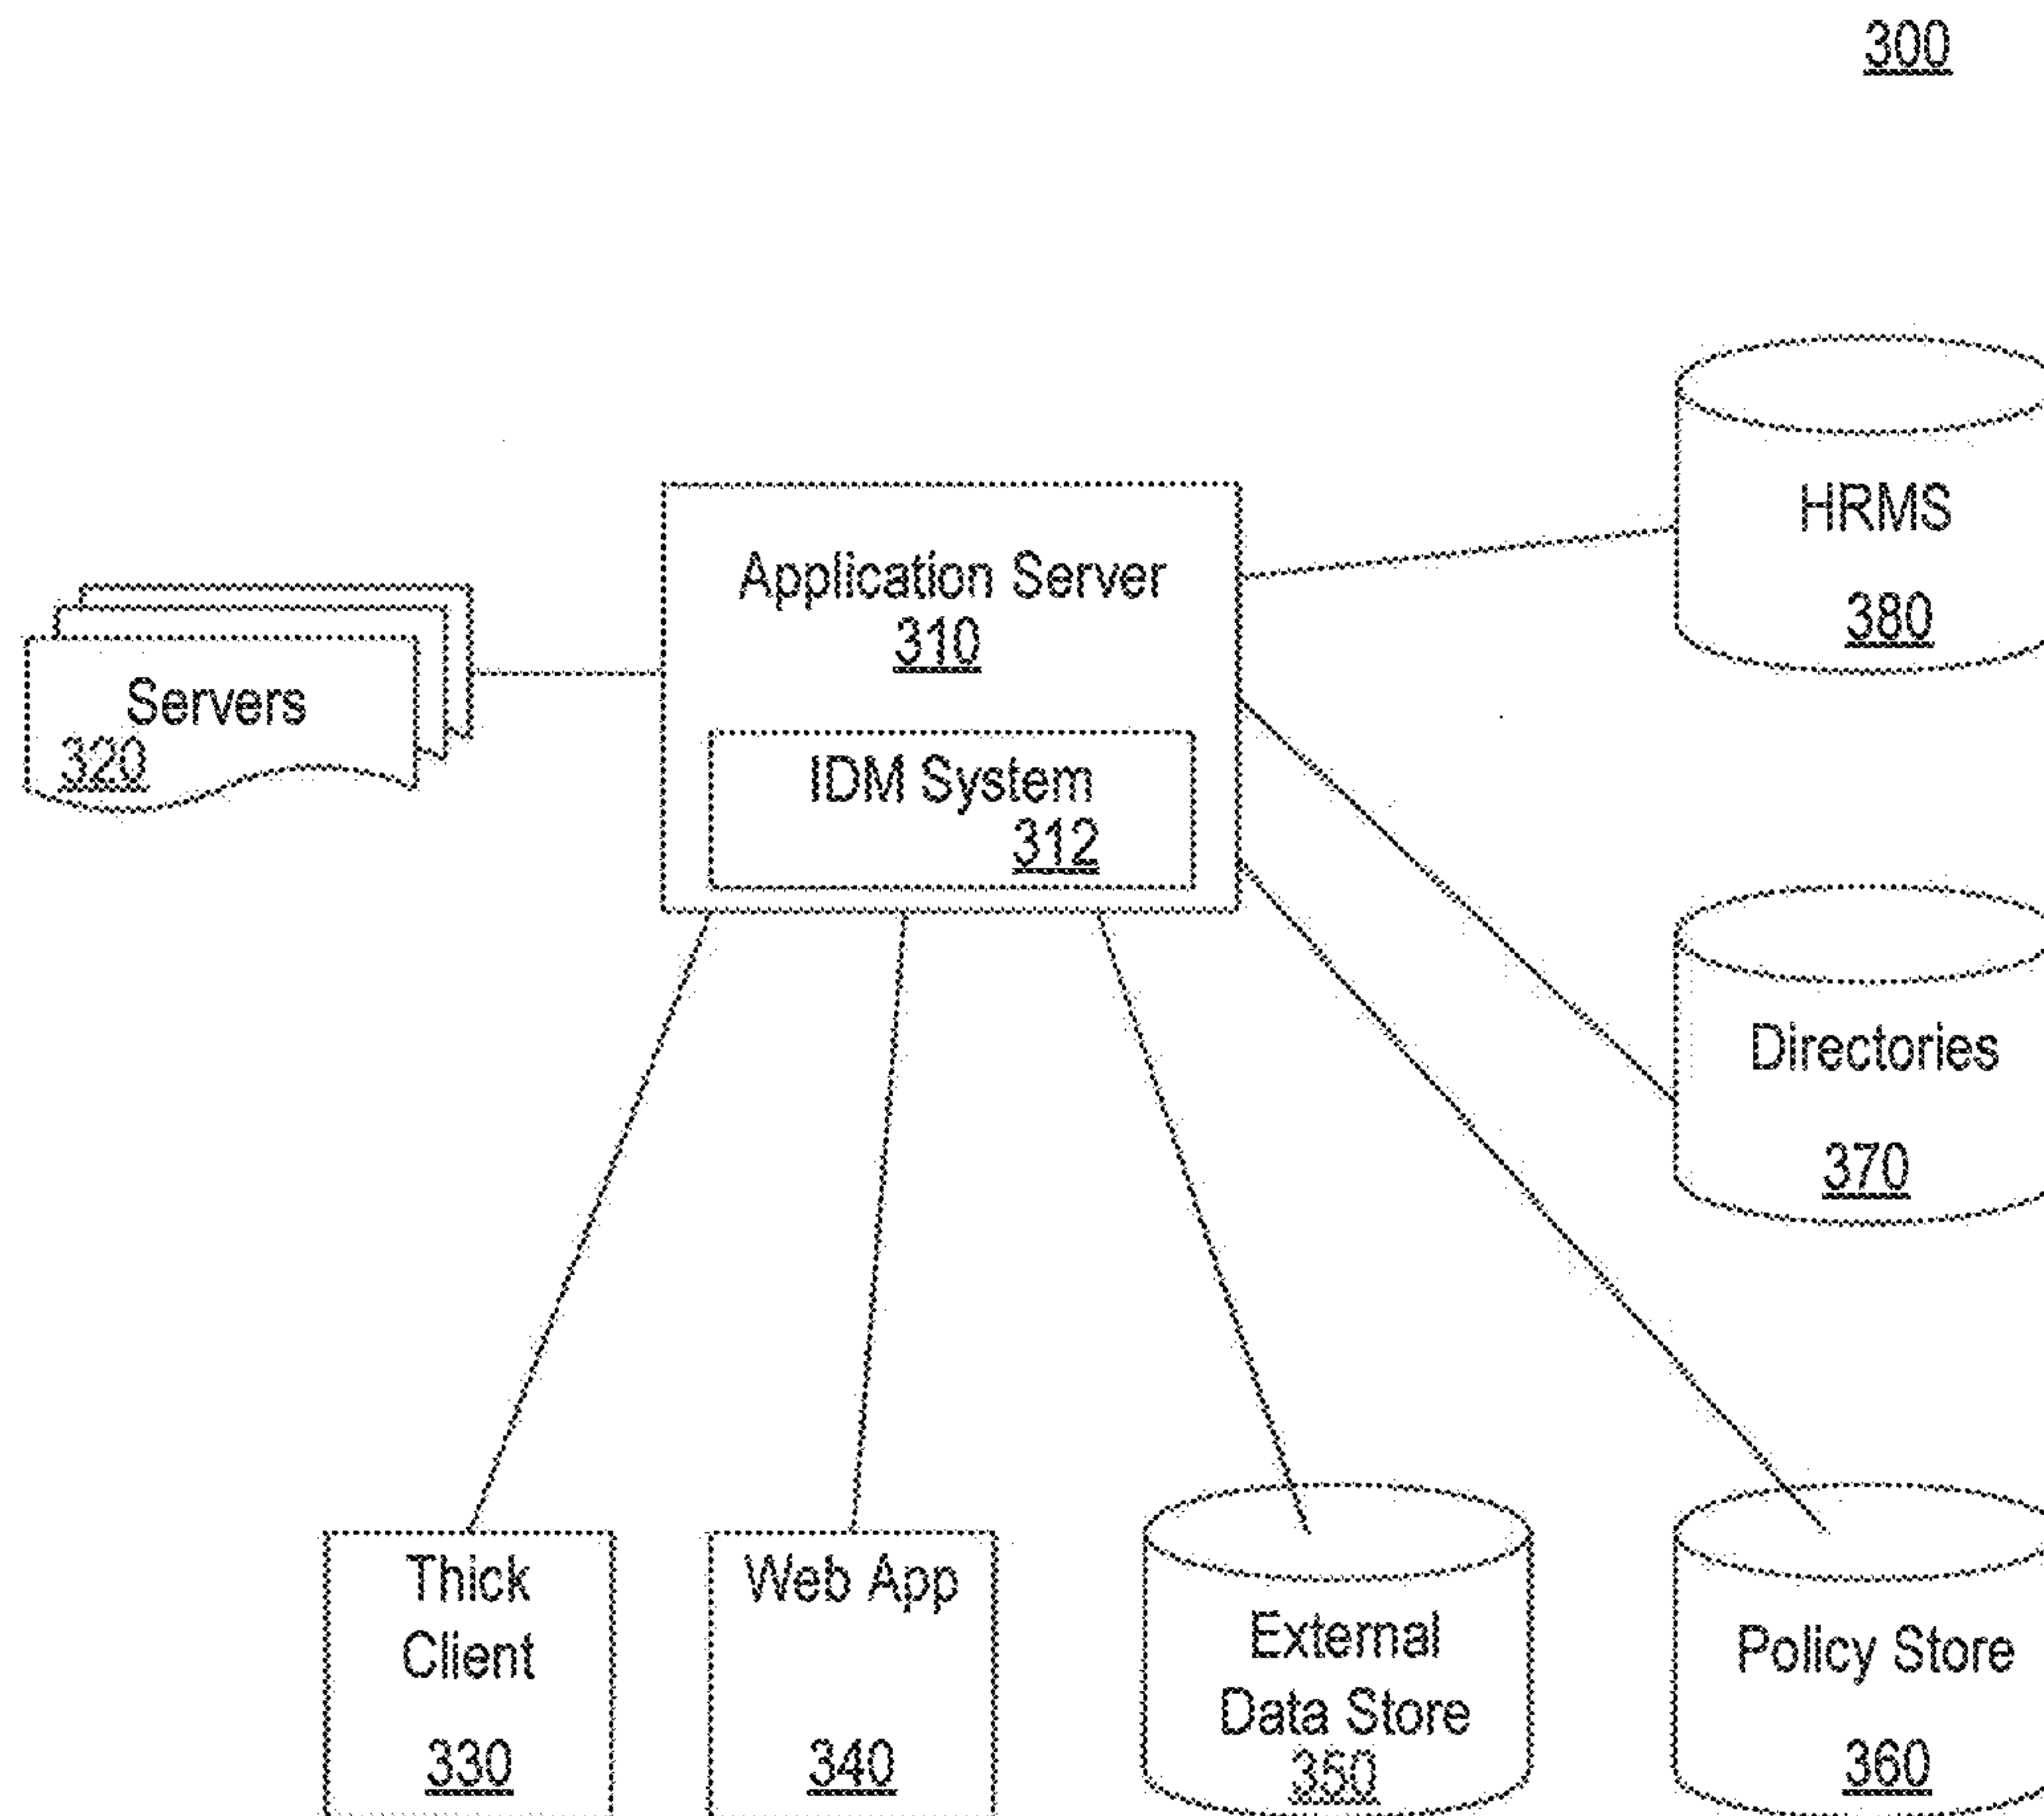 300
HRMS
380
Application Server
310
Servers
320
IDM System
312
Directories
370
Thick
Client
330
Web App
340
External
Data Store
350
Policy Store
360